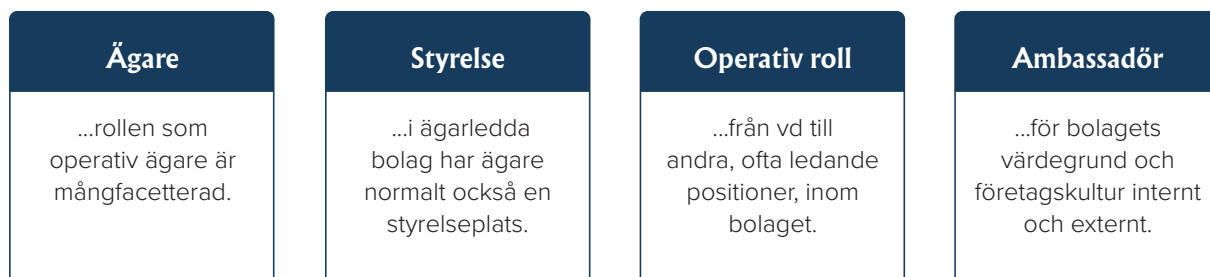 Ägare
...rollen som
operativ ägare är
mångfacetterad.
Styrelse
...i ägarledda
bolag har ägare
normalt också en
styrelseplats.
Operativ roll
...från vd till
andra, ofta ledande
positioner, inom
bolaget.
Ambassadör
...för bolagets
värdegrund och
företagskultur internt
och externt.